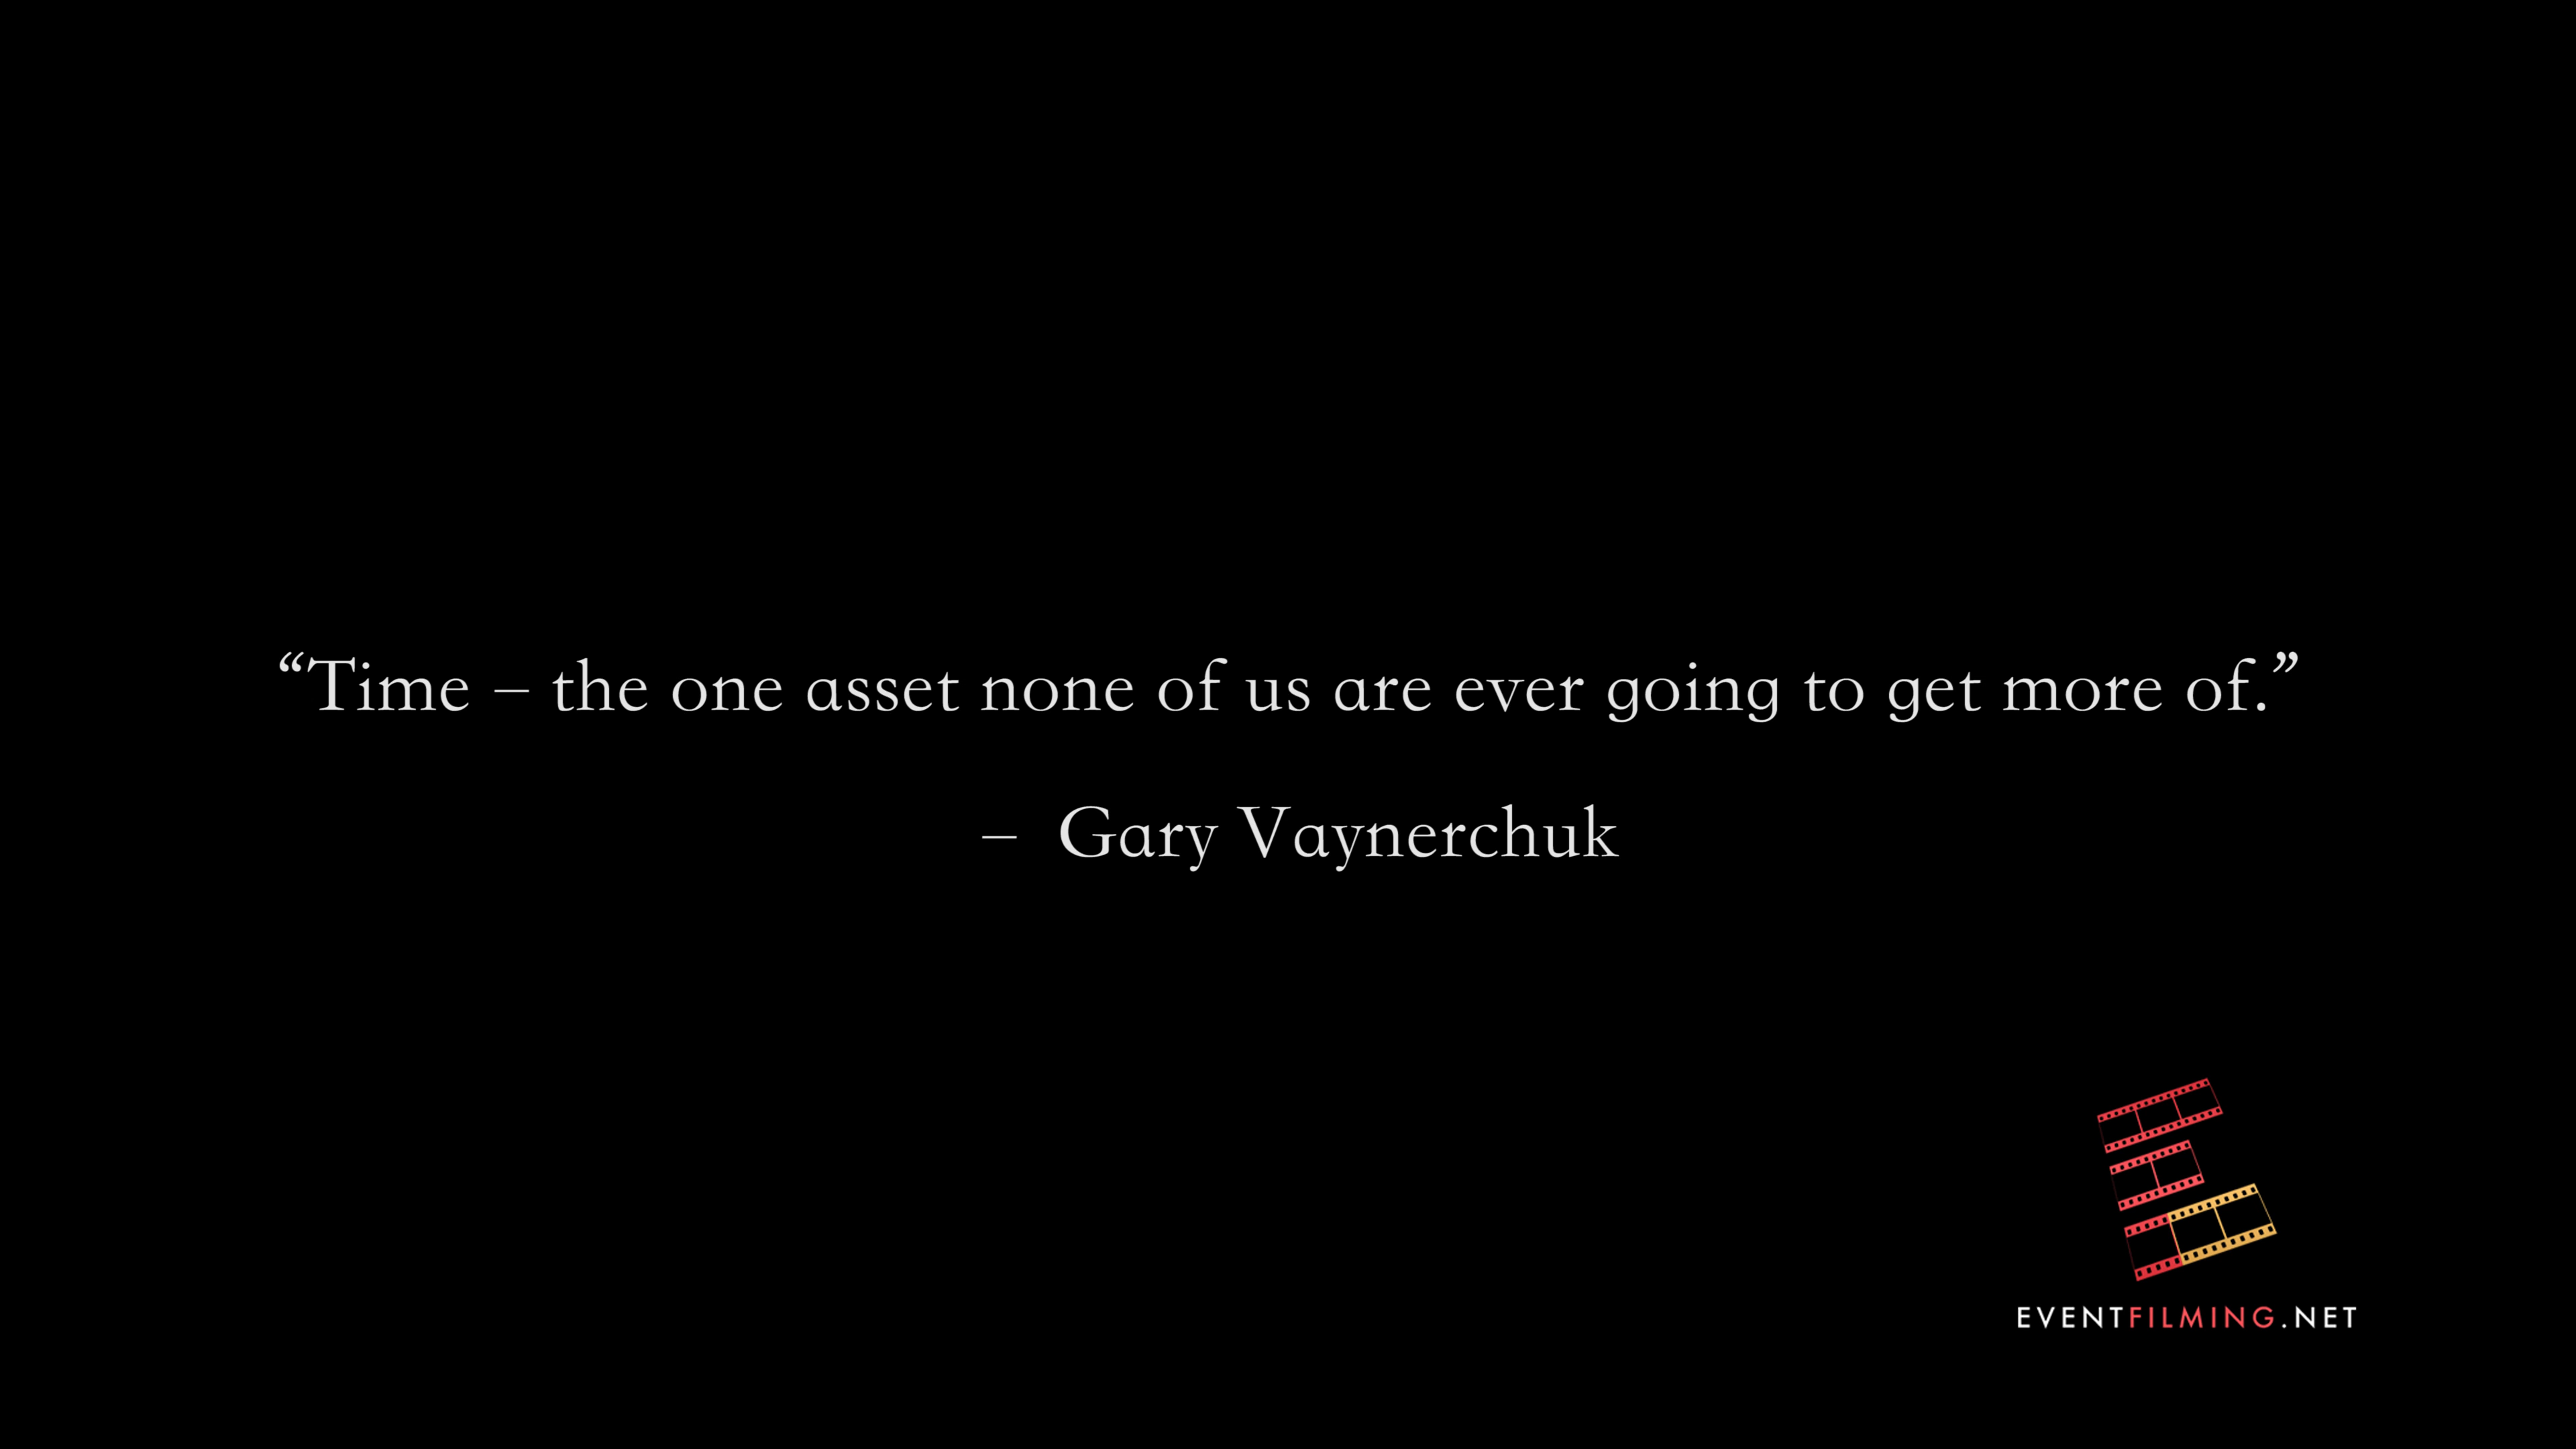 “Time – the one asset none of us are ever going to get more of.”
– Gary Vaynerchuk
EVENTFILMING.NET